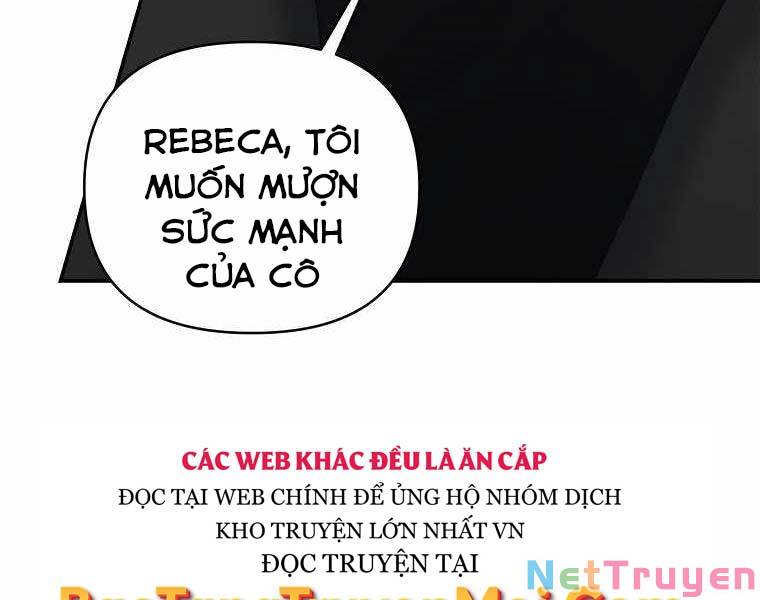 REBECA, TÔI
MUỐN MƯỢN
SỨC MẠNH
CỦA CÔ
CÁC WEB KHÁC ĐỀU LÀ ĂN CẮP
ĐỌC TẠI WEB CHÍNH ĐỂ ỦNG HỘ NHÓM DỊCH
KHO TRUYỆN LỚN NHẤT VN
ĐỌC TRUYỆN TẠI
NetTruyen